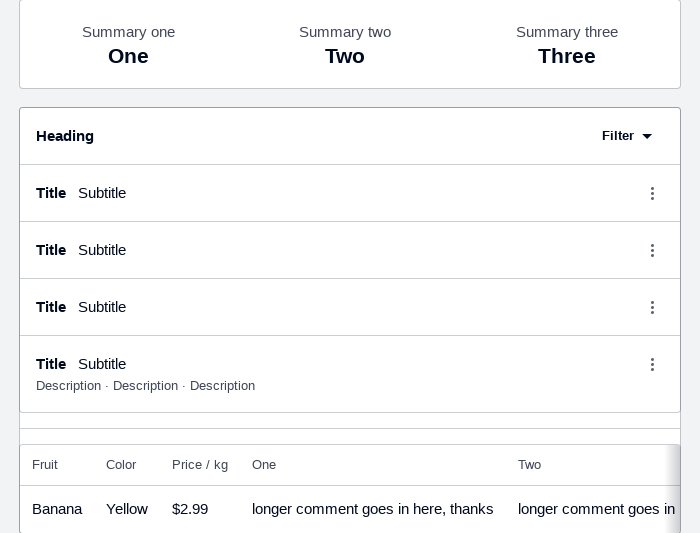 Summary one Summary two Summary three
One Two Three
Heading Filter
Title Subtitle
Title Subtitle
Title Subtitle
Title Subtitle
Description · Description · Description
Fruit Color Price / kg One Two
Banana Yellow $2.99 longer comment goes in here, thanks longer comment goes in